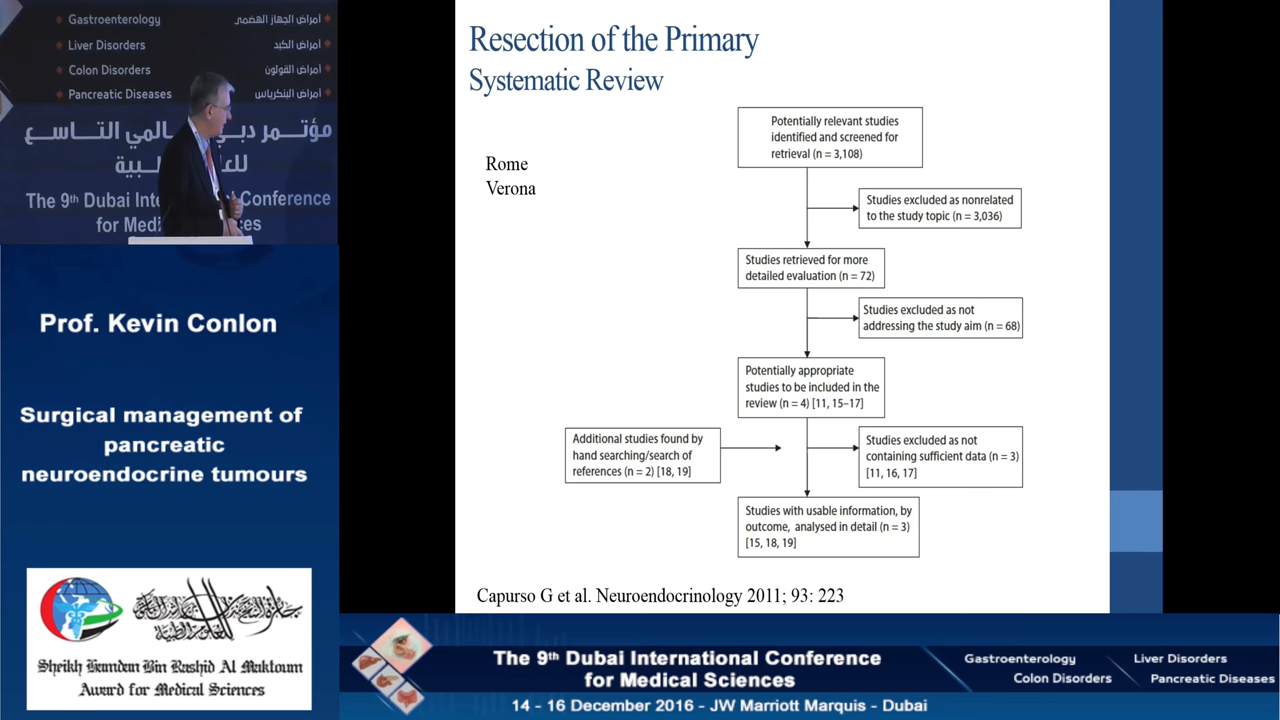 Gastroenterology أمراض الجهاز الهضمي
Liver Disorders أمراض الكبد
Colon Disorders أمراض القولون
Pancreatic Diseases أمراض البنكرياس
مؤتمر دبي المي التاسع
للع طبية
The 9th Dubai Inte Conference
for Medi ces
Prof. Kevin Conlon
Surgical management of
pancreatic
neuroendocrine tumours
Sheikh Hamdan Bin Rashid Al Maktoum
Award for Medical Sciences
Resection of the Primary
Systematic Review
Rome
Verona
Potentially relevant studies
identified and screened for
retrieval (n = 3,108)
Studies excluded as nonrelated
to the study topic (n = 3,036)
Studies retrieved for more
detailed evaluation (n = 72)
Studies excluded as not
addressing the study aim (n = 68)
Potentially appropriate
studies to be included in the
review (n = 4) [11, 15–17]
Additional studies found by
hand searching/search of
references (n = 2) [18, 19]
Studies excluded as not
containing sufficient data (n = 3)
[11, 16, 17]
Studies with usable information, by
outcome, analysed in detail (n = 3)
[15, 18, 19]
Capurso G et al. Neuroendocrinology 2011; 93: 223
The 9th Dubai International Conference
for Medical Sciences
14 - 16 December 2016 - JW Marriott Marquis - Dubai
Gastroenterology
Liver Disorders
Colon Disorders
Pancreatic Diseases